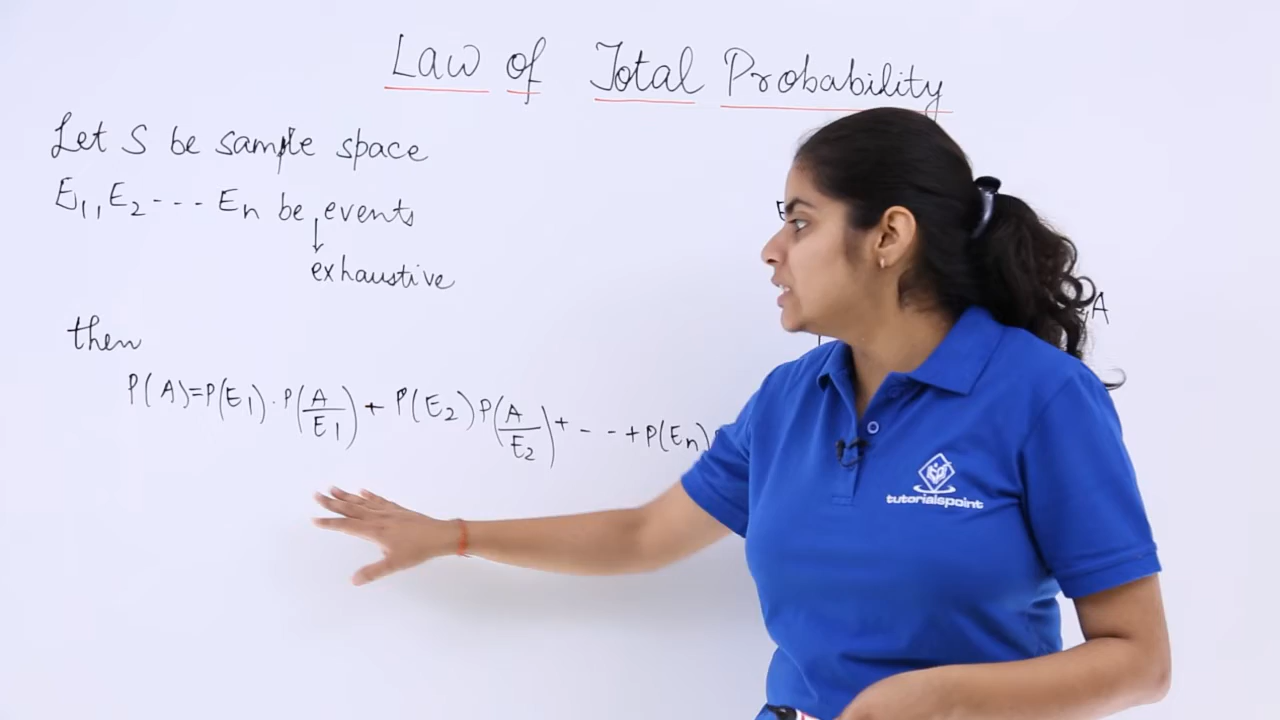 Law of Total Probability
Let S be sample space
E1, E2 --- En be events
exhaustive
then
P(A)=P(E1)·P(A/E1) + P(E2)P(A/E2)+ - - +P(En)
A
tutorialspoint